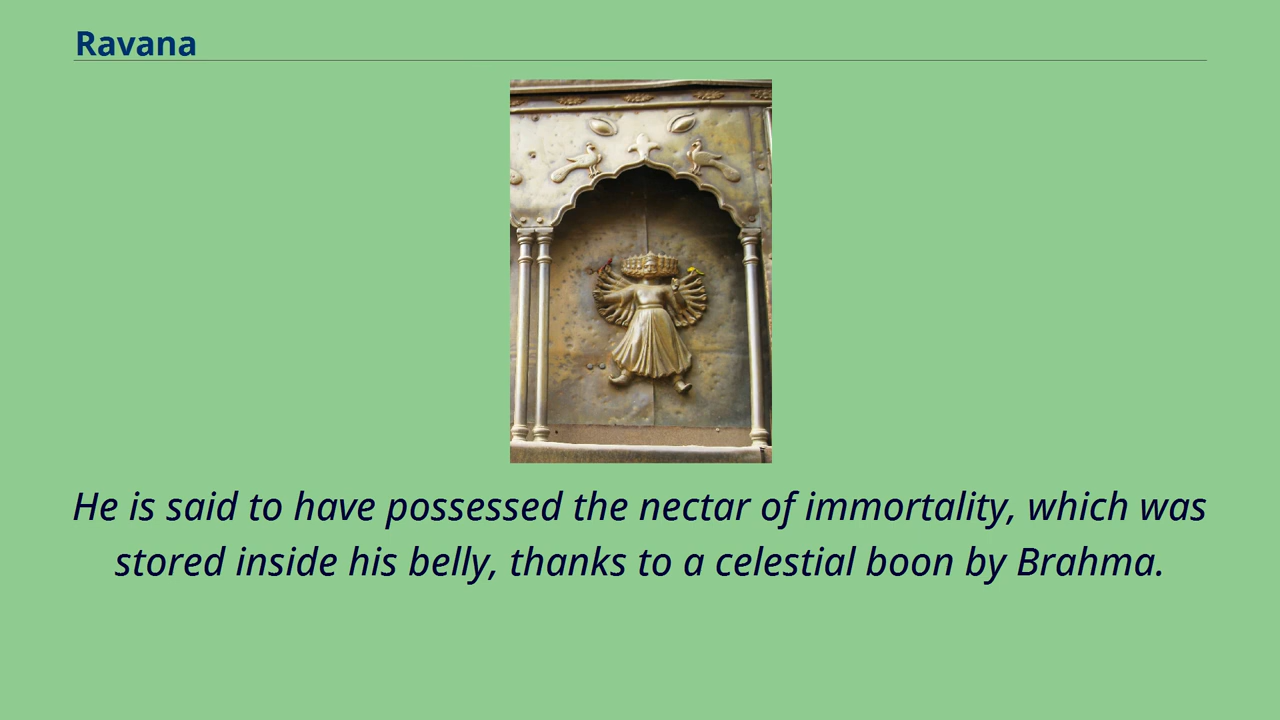 Ravana
He is said to have possessed the nectar of immortality, which was
stored inside his belly, thanks to a celestial boon by Brahma.